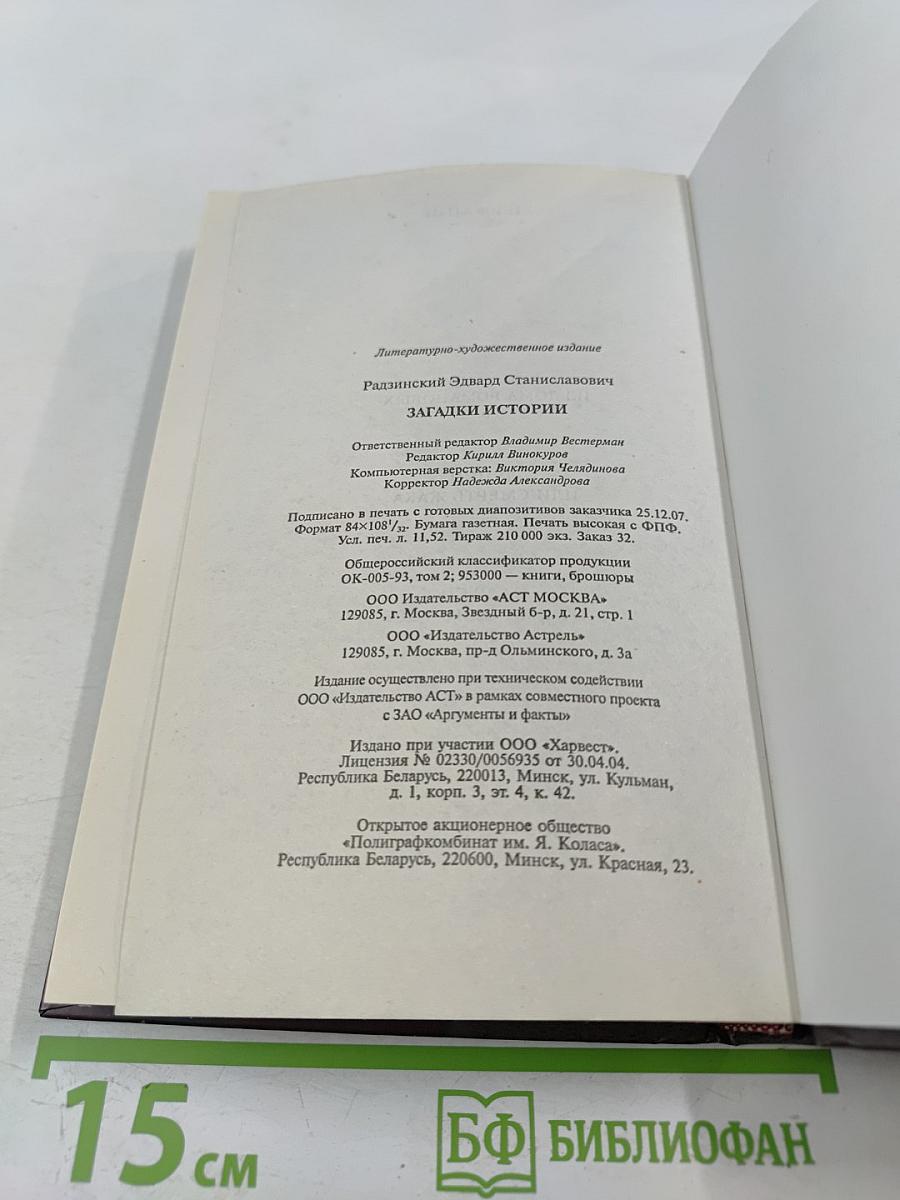 Литературно-художественное издание
Радзинский Эдвард Станиславович
ЗАГАДКИ ИСТОРИИ
Ответственный редактор Владимир Вестерман
Редактор Кирилл Винокуров
Компьютерная верстка: Виктория Челядинова
Корректор Надежда Александрова
Подписано в печать с готовых диапозитивов заказчика 25.12.07.
Формат 84×108¹/₃₂. Бумага газетная. Печать высокая с ФПФ.
Усл. печ. л. 11,52. Тираж 210 000 экз. Заказ 32.
Общероссийский классификатор продукции
ОК-005-93, том 2; 953000 — книги, брошюры
ООО Издательство «АСТ МОСКВА»
129085, г. Москва, Звездный б-р, д. 21, стр. 1
ООО «Издательство Астрель»
129085, г. Москва, пр-д Ольминского, д. 3а
Издание осуществлено при техническом содействии
ООО «Издательство АСТ» в рамках совместного проекта
с ЗАО «Аргументы и факты»
Издано при участии ООО «Харвест».
Лицензия № 02330/0056935 от 30.04.04.
Республика Беларусь, 220013, Минск, ул. Кульман,
д. 1, корп. 3, эт. 4, к. 42.
Открытое акционерное общество
«Полиграфкомбинат им. Я. Коласа».
Республика Беларусь, 220600, Минск, ул. Красная, 23.
15 см
БФ БИБЛИОФАН